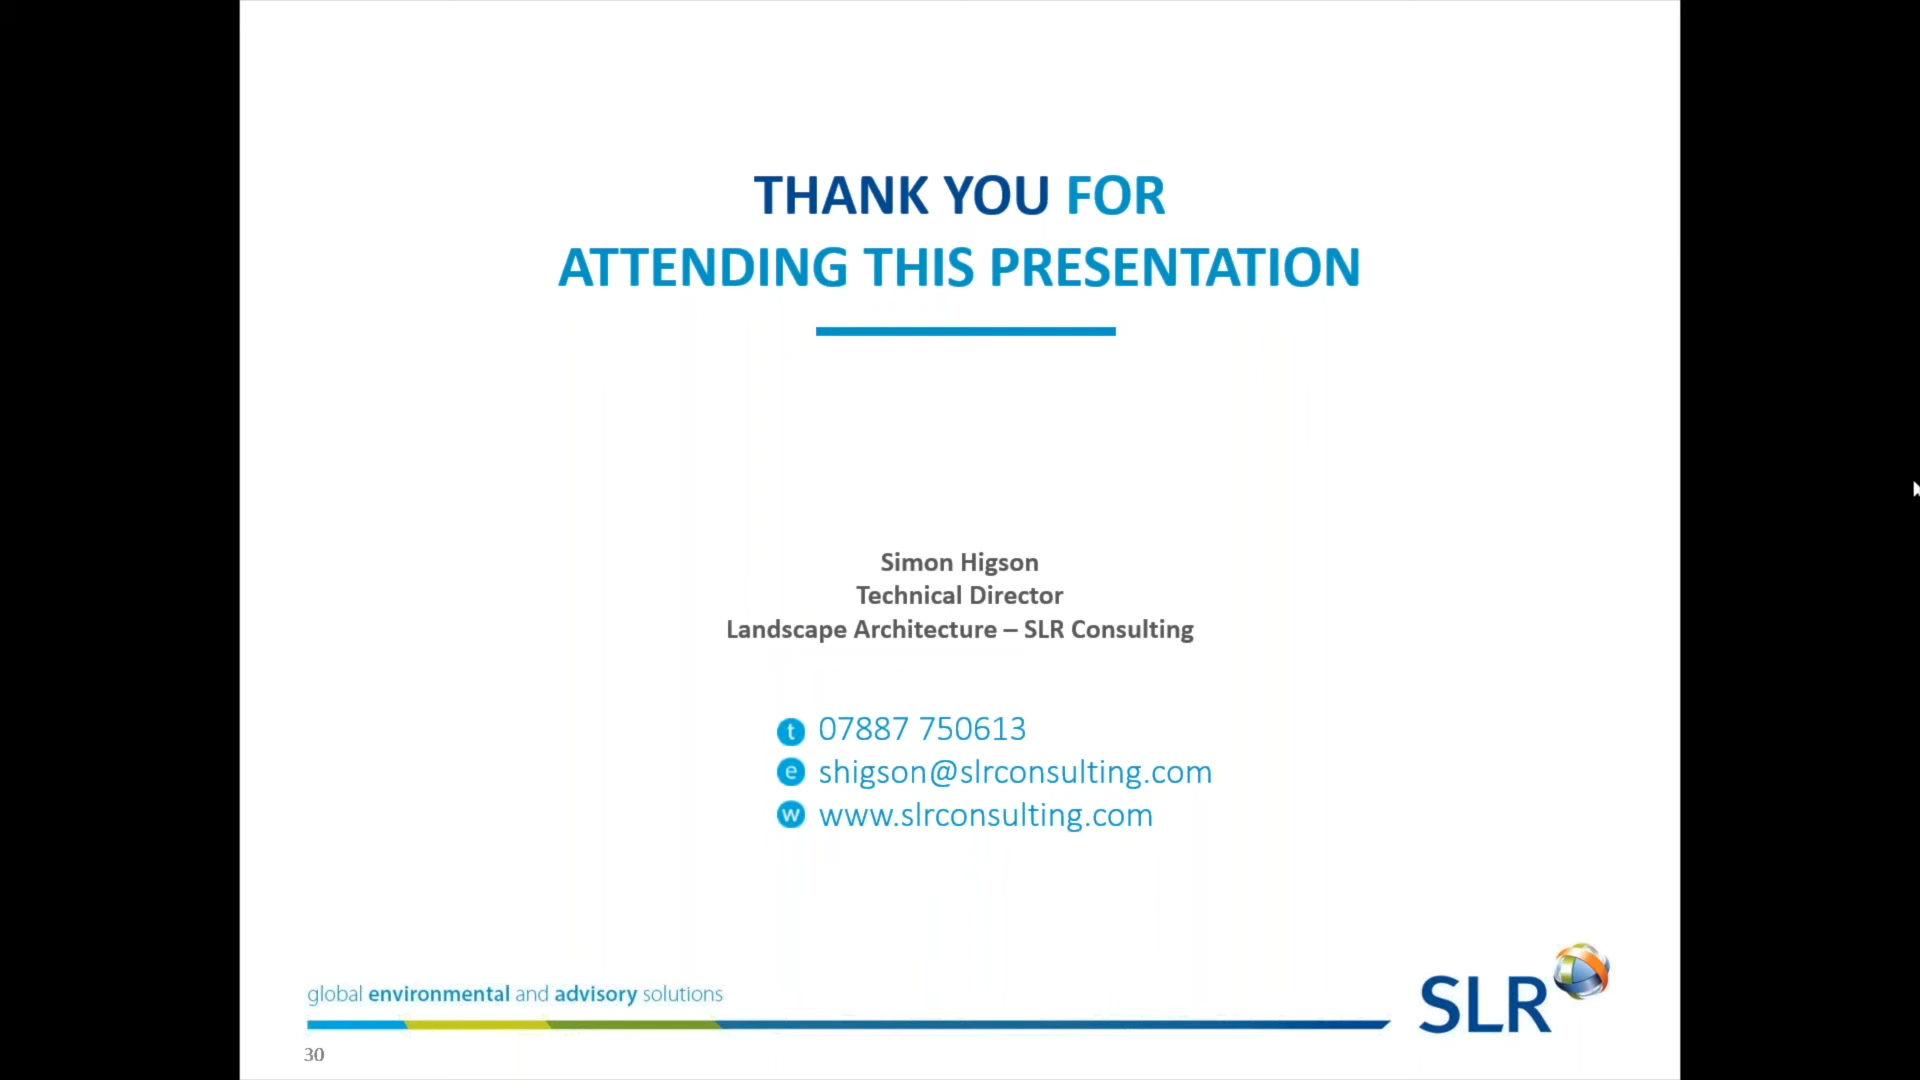 THANK YOU FOR
ATTENDING THIS PRESENTATION
Simon Higson
Technical Director
Landscape Architecture – SLR Consulting
t 07887 750613
e shigson@slrconsulting.com
w www.slrconsulting.com
global environmental and advisory solutions
SLR
30